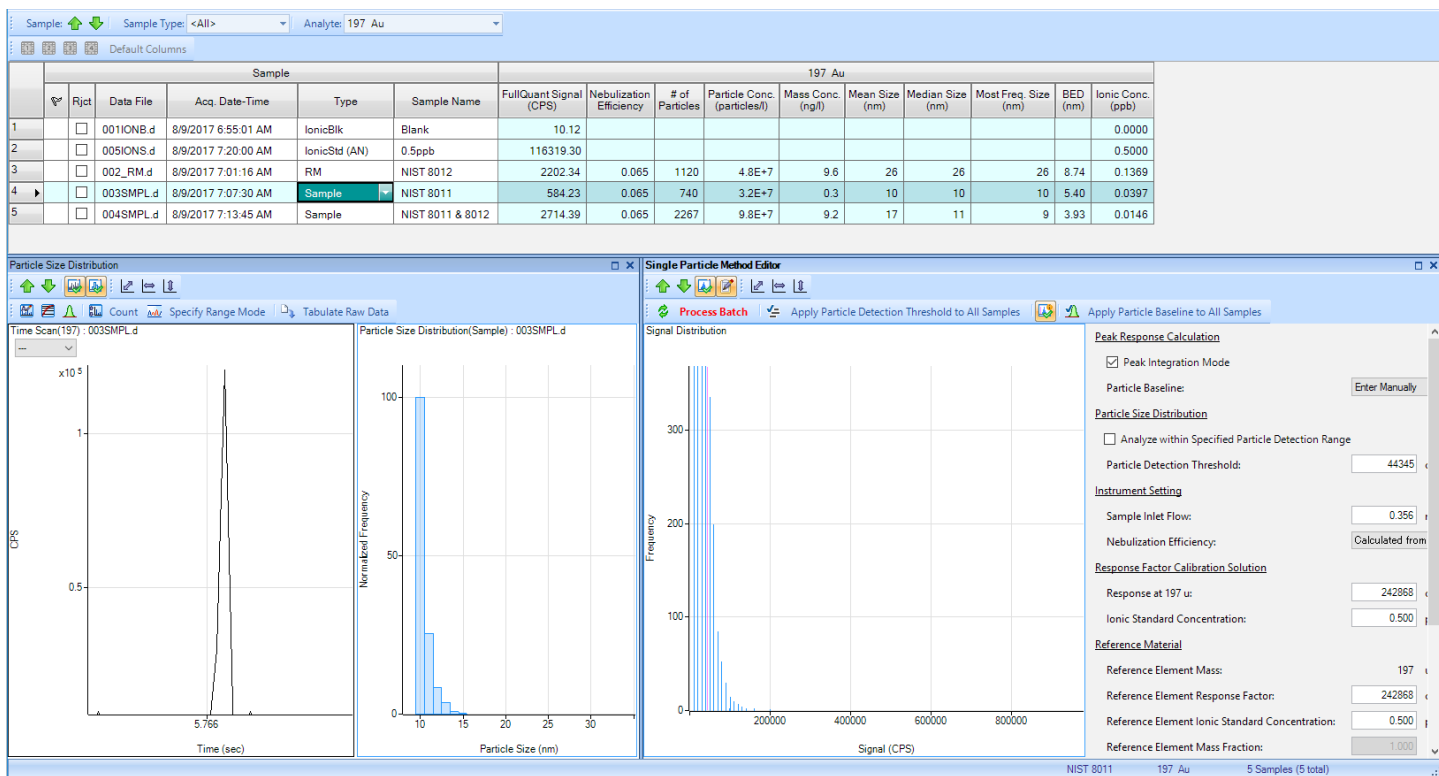 Sample: Sample Type: <All> Analyte: 197 Au
Default Columns
Sample 197 Au
Rjct Data File Acq. Date-Time Type Sample Name FullQuant Signal (CPS) Nebulization Efficiency # of Particles Particle Conc. (particles/l) Mass Conc. (ng/l) Mean Size (nm) Median Size (nm) Most Freq. Size (nm) BED (nm) Ionic Conc. (ppb)
1 001IONB.d 8/9/2017 6:55:01 AM IonicBlk Blank 10.12 0.0000
2 005IONS.d 8/9/2017 7:20:00 AM IonicStd (AN) 0.5ppb 116319.30 0.5000
3 002_RM.d 8/9/2017 7:01:16 AM RM NIST 8012 2202.34 0.065 1120 4.8E+7 9.6 26 26 26 8.74 0.1369
4 003SMPL.d 8/9/2017 7:07:30 AM Sample NIST 8011 584.23 0.065 740 3.2E+7 0.3 10 10 10 5.40 0.0397
5 004SMPL.d 8/9/2017 7:13:45 AM Sample NIST 8011 & 8012 2714.39 0.065 2267 9.8E+7 9.2 17 11 9 3.93 0.0146
Particle Size Distribution
Count Specify Range Mode Tabulate Raw Data
Time Scan(197) : 003SMPL.d
---
x10 5
1
0.5
CPS
5.766
Time (sec)
Particle Size Distribution(Sample) : 003SMPL.d
100
50
0
Normalized Frequency
10 15 20 25 30
Particle Size (nm)
Single Particle Method Editor
Process Batch Apply Particle Detection Threshold to All Samples Apply Particle Baseline to All Samples
Signal Distribution
300
200
100
0
Frequency
200000 400000 600000 800000
Signal (CPS)
Peak Response Calculation
Peak Integration Mode
Particle Baseline: Enter Manually
Particle Size Distribution
Analyze within Specified Particle Detection Range
Particle Detection Threshold: 44345
Instrument Setting
Sample Inlet Flow: 0.356
Nebulization Efficiency: Calculated from
Response Factor Calibration Solution
Response at 197 u: 242868
Ionic Standard Concentration: 0.500
Reference Material
Reference Element Mass: 197
Reference Element Response Factor: 242868
Reference Element Ionic Standard Concentration: 0.500
Reference Element Mass Fraction: 1.000
NIST 8011 197 Au 5 Samples (5 total)